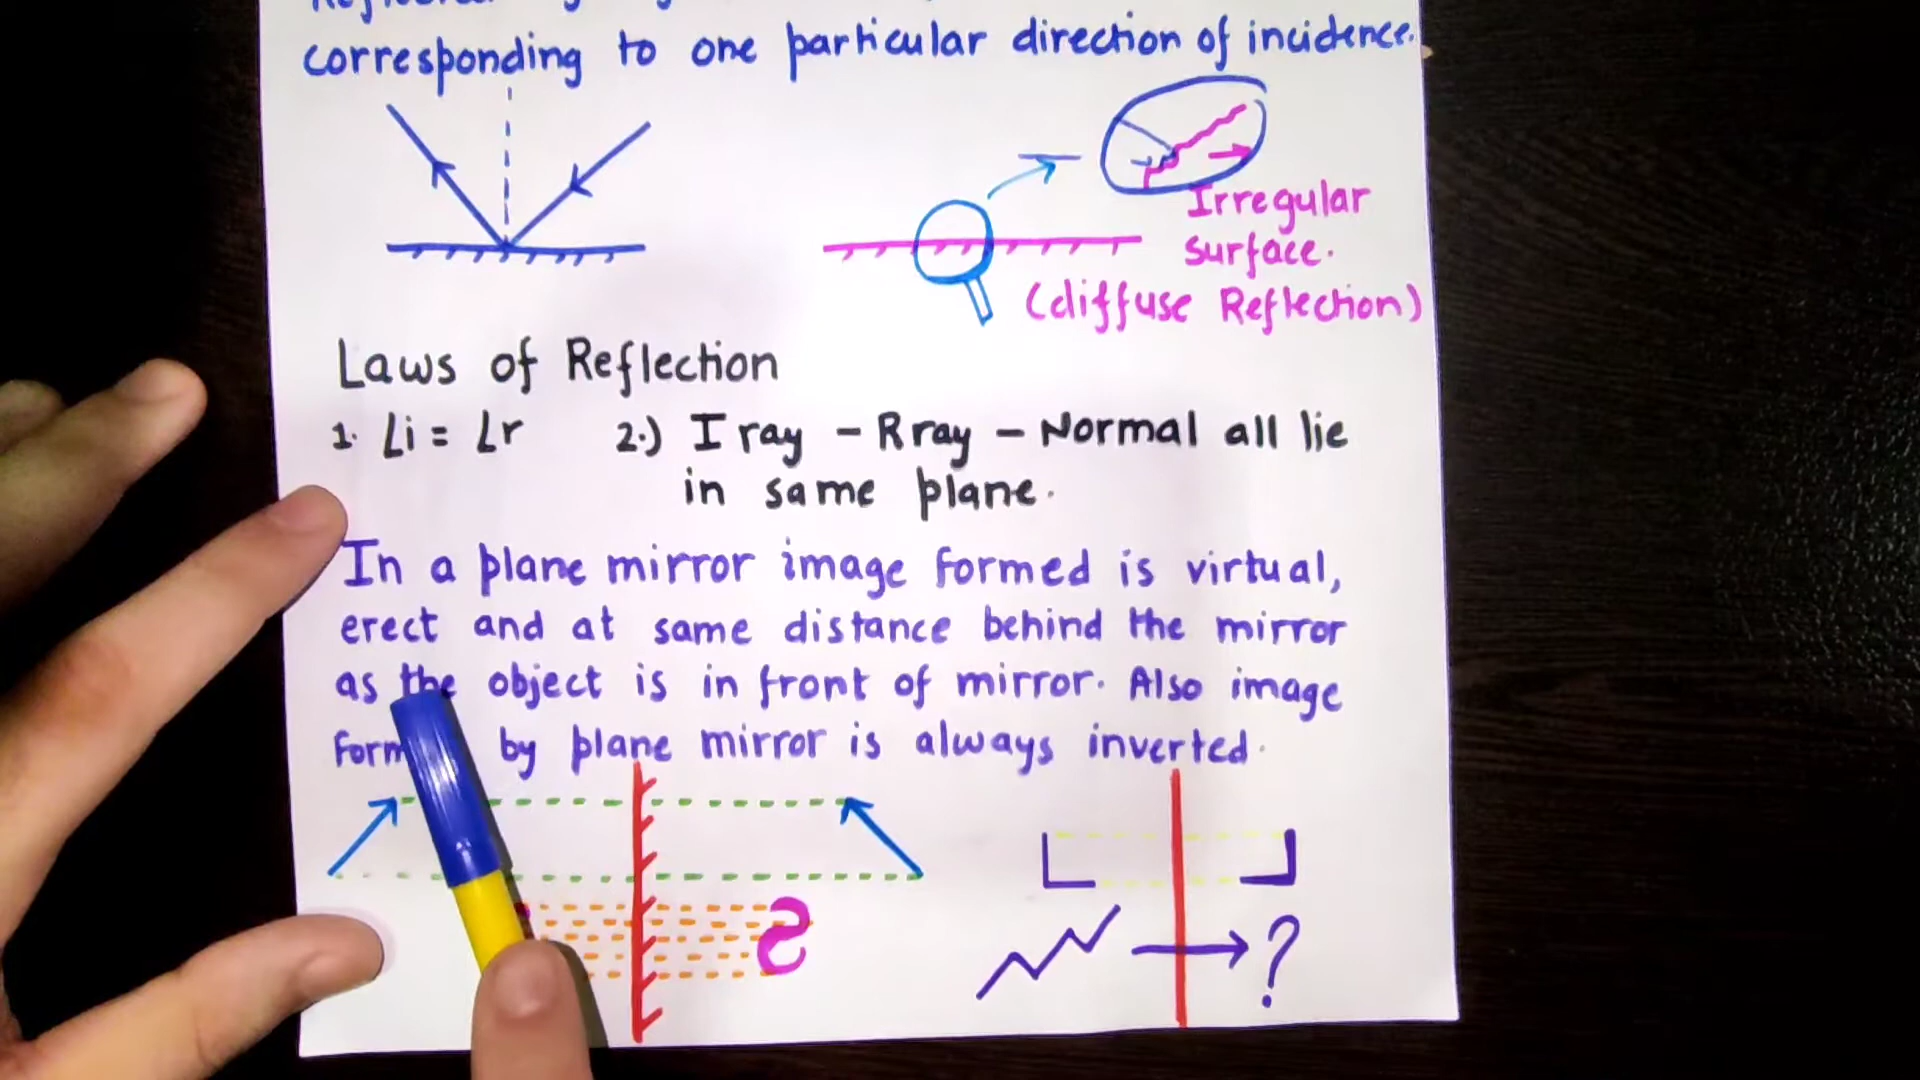 corresponding to one particular direction of incidence.
Irregular
surface.
(diffuse Reflection)
Laws of Reflection
1. ∠i = ∠r 2.) I ray - R ray - Normal all lie
in same plane.
In a plane mirror image formed is virtual,
erect and at same distance behind the mirror
as the object is in front of mirror. Also image
by plane mirror is always inverted.
?